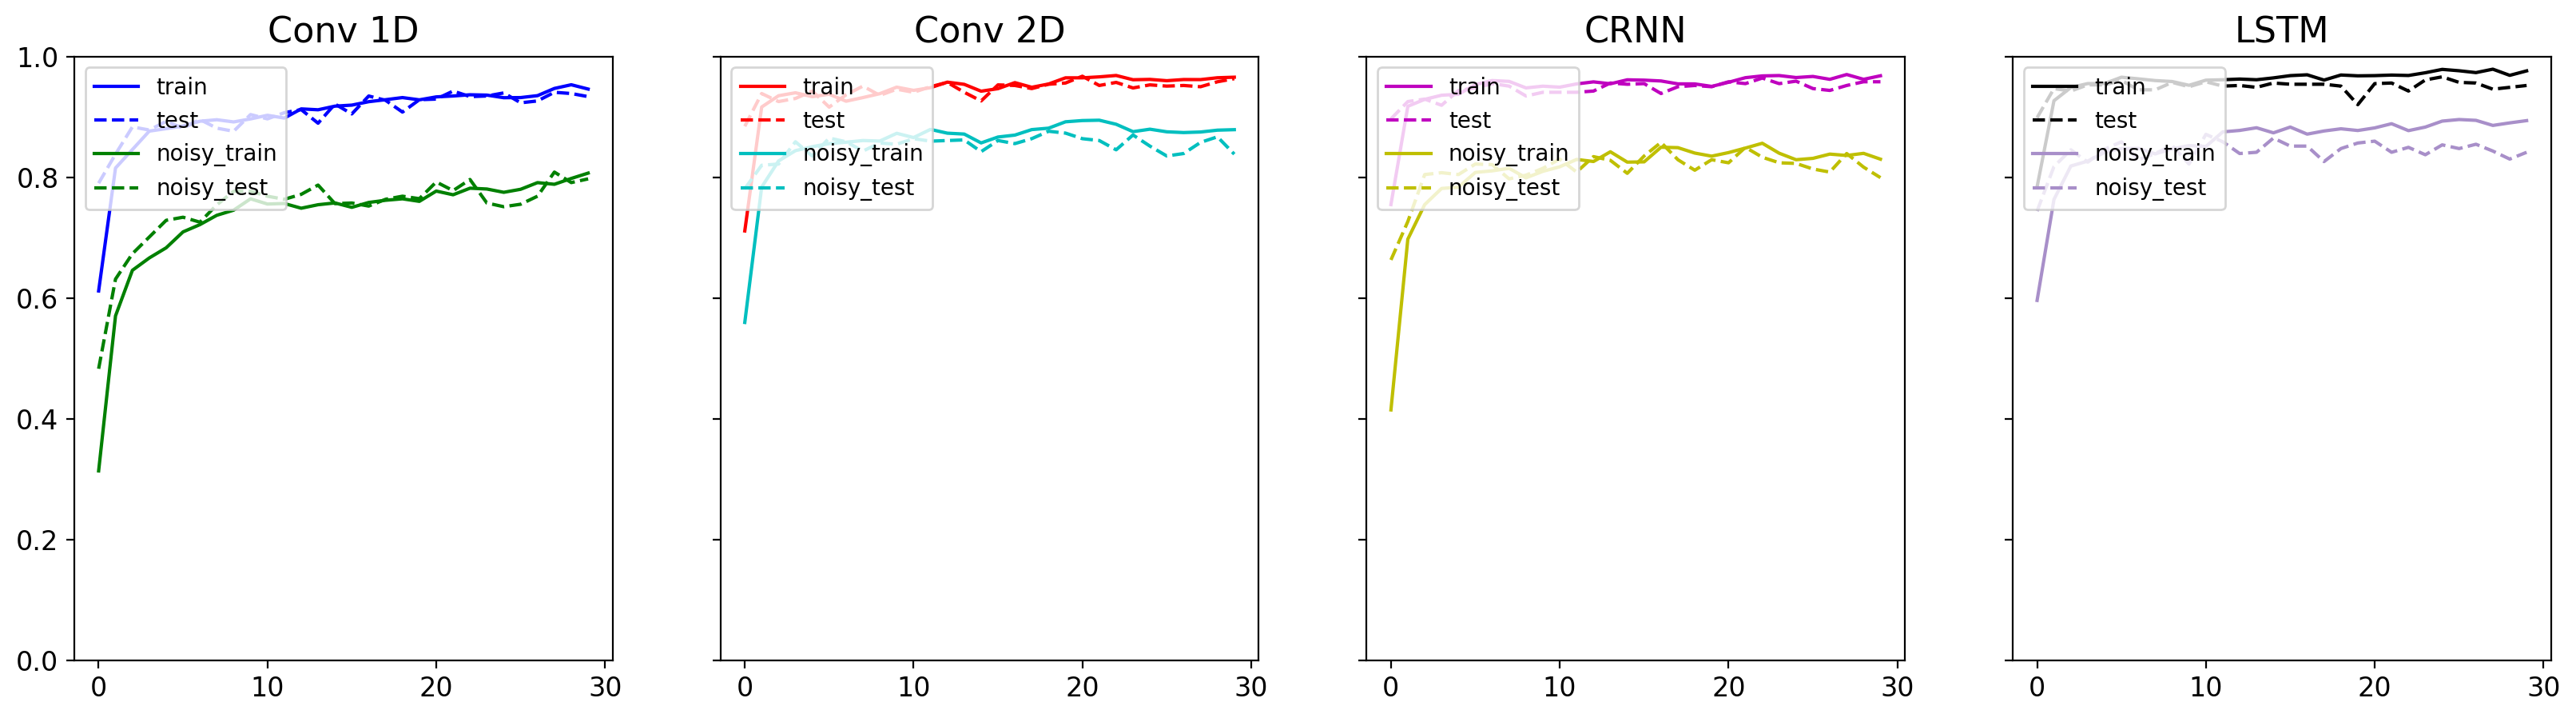 Conv 1D
Conv 2D
CRNN
LSTM
1.0
0.8
0.6
0.4
0.2
0.0
train
test
noisy_train
noisy_test
0 10 20 30
train
test
noisy_train
noisy_test
0 10 20 30
train
test
noisy_train
noisy_test
0 10 20 30
train
test
noisy_train
noisy_test
0 10 20 30